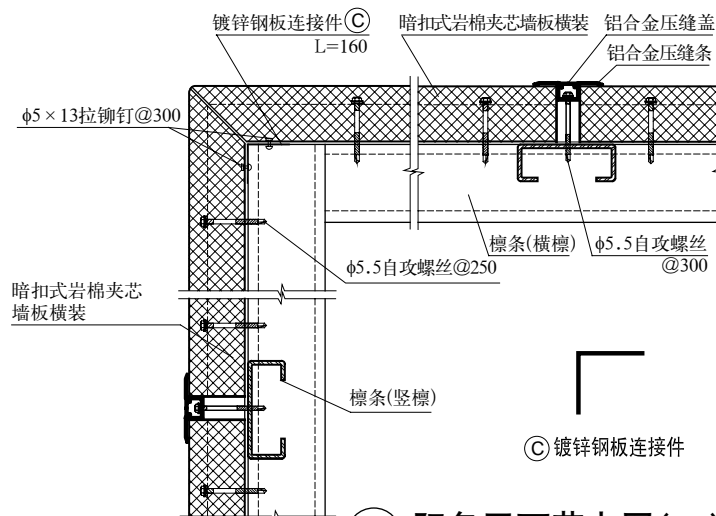 镀锌钢板连接件Ⓒ
L=160
暗扣式岩棉夹芯墙板横装
铝合金压缝盖
铝合金压缝条
ϕ5×13拉铆钉@300
檩条(横檩)
ϕ5.5自攻螺丝
@300
ϕ5.5自攻螺丝@250
暗扣式岩棉夹芯
墙板横装
檩条(竖檩)
Ⓒ镀锌钢板连接件